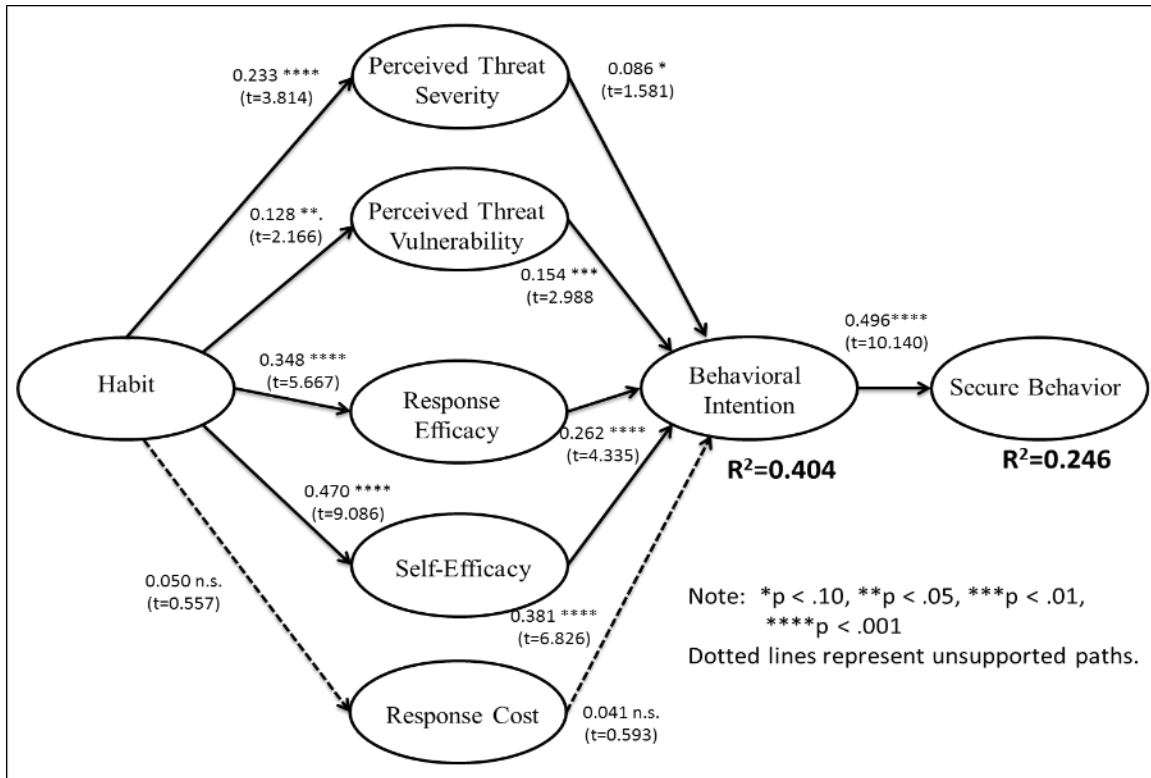 0.233 ****
(t=3.814)
Perceived Threat
Severity
0.086 *
(t=1.581)
0.128 **.
(t=2.166)
Perceived Threat
Vulnerability
0.154 ***
(t=2.988
Habit
0.348 ****
(t=5.667)
Response
Efficacy
0.262 ****
(t=4.335)
Behavioral
Intention
R²=0.404
0.496****
(t=10.140)
Secure Behavior
R²=0.246
0.470 ****
(t=9.086)
Self-Efficacy
0.381 ****
(t=6.826)
0.050 n.s.
(t=0.557)
Response Cost
0.041 n.s.
(t=0.593)
Note: *p < .10, **p < .05, ***p < .01,
****p < .001
Dotted lines represent unsupported paths.